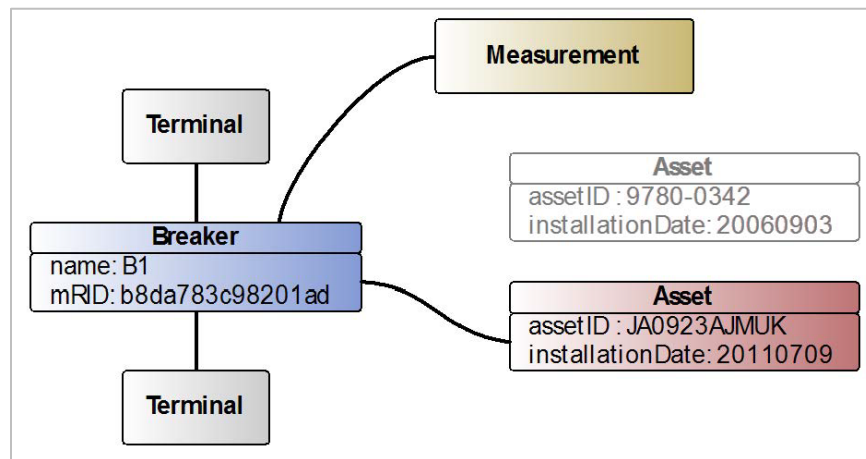 Measurement
Terminal
Asset
assetID : 9780-0342
installationDate: 20060903
Breaker
name: B1
mRID: b8da783c98201ad
Asset
assetID : JA0923AJMUK
installationDate: 20110709
Terminal